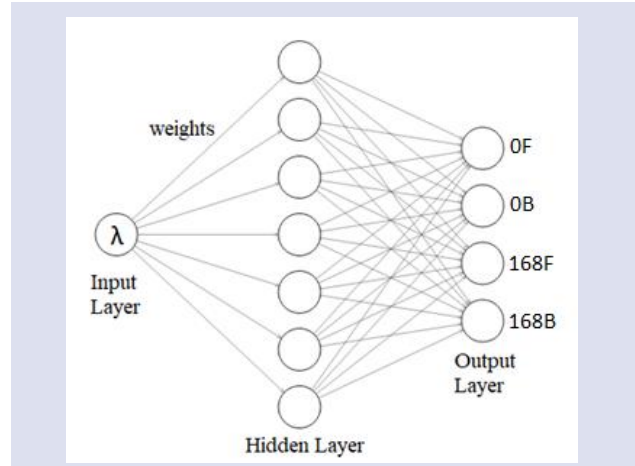 weights
λ
Input
Layer
Hidden Layer
0F
0B
168F
168B
Output
Layer